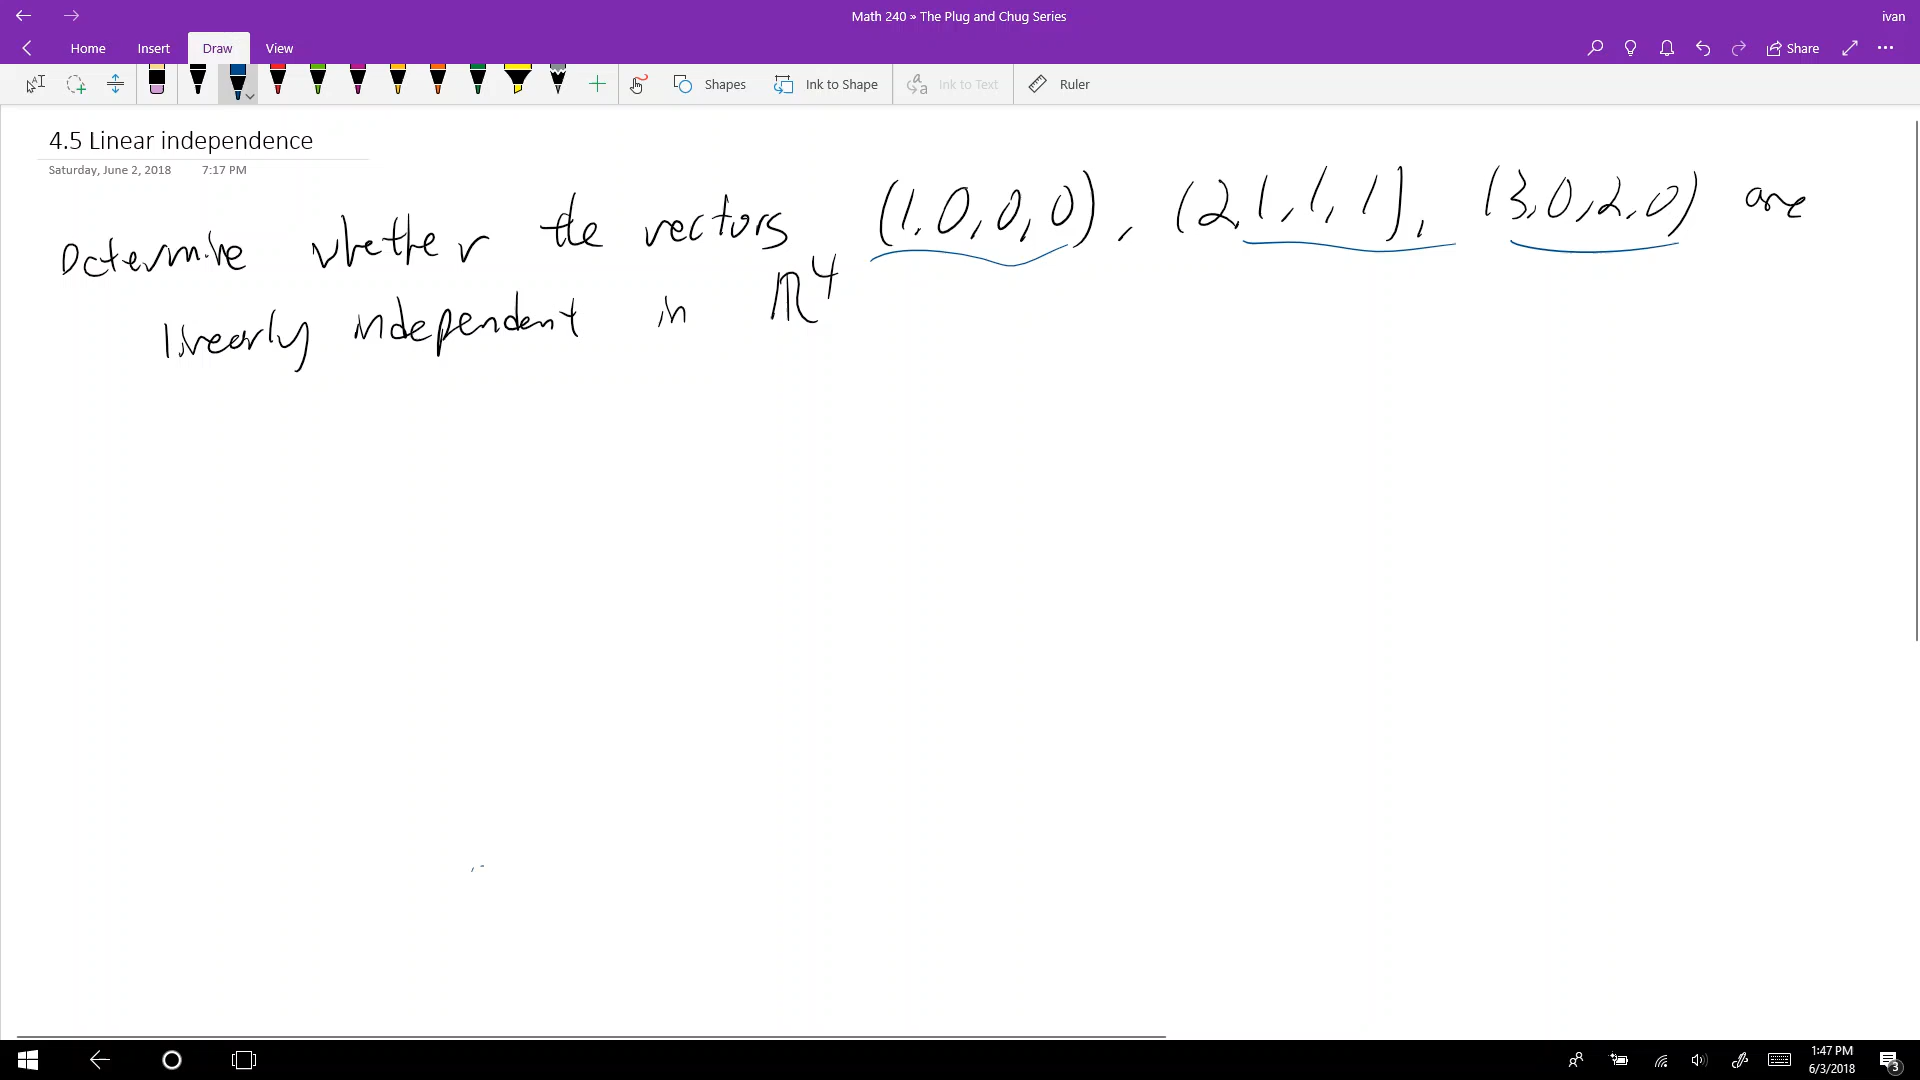 Math 240 » The Plug and Chug Series
ivan
Home Insert Draw View
Share
Shapes Ink to Shape Ink to Text Ruler
4.5 Linear independence
Saturday, June 2, 2018 7:17 PM
Determine whether the vectors (1,0,0,0), (2,1,1,1), (3,0,2,0) are
linearly independent in ℝ⁴
1:47 PM
6/3/2018
3